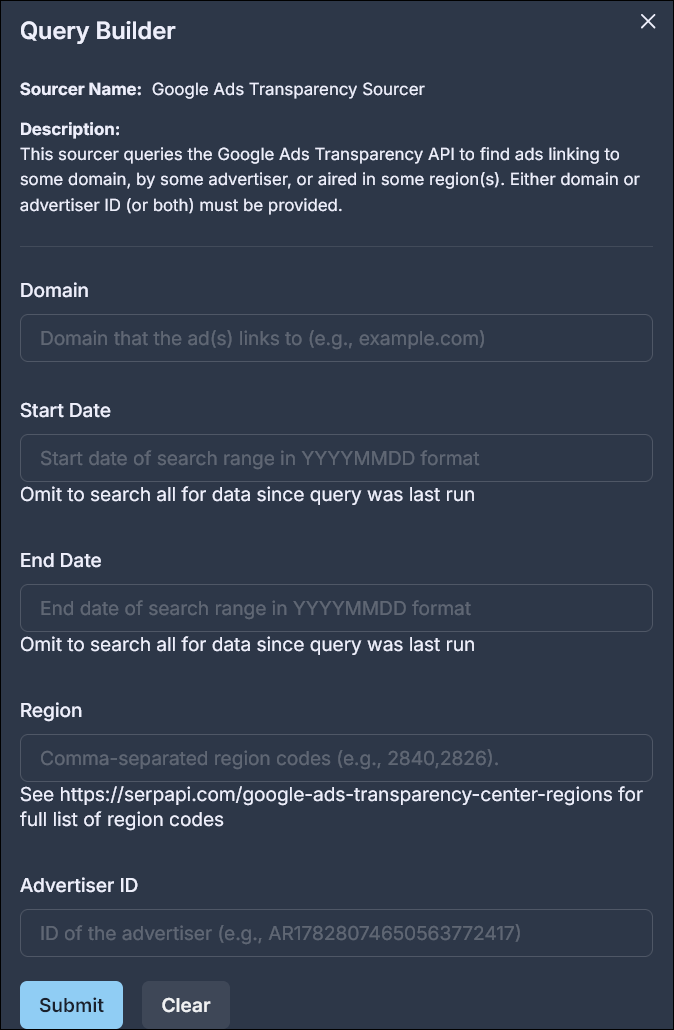 Query Builder
Sourcer Name: Google Ads Transparency Sourcer
Description:
This sourcer queries the Google Ads Transparency API to find ads linking to
some domain, by some advertiser, or aired in some region(s). Either domain or
advertiser ID (or both) must be provided.
Domain
Domain that the ad(s) links to (e.g., example.com)
Start Date
Start date of search range in YYYYMMDD format
Omit to search all for data since query was last run
End Date
End date of search range in YYYYMMDD format
Omit to search all for data since query was last run
Region
Comma-separated region codes (e.g., 2840,2826).
See https://serpapi.com/google-ads-transparency-center-regions for
full list of region codes
Advertiser ID
ID of the advertiser (e.g., AR17828074650563772417)
Submit Clear